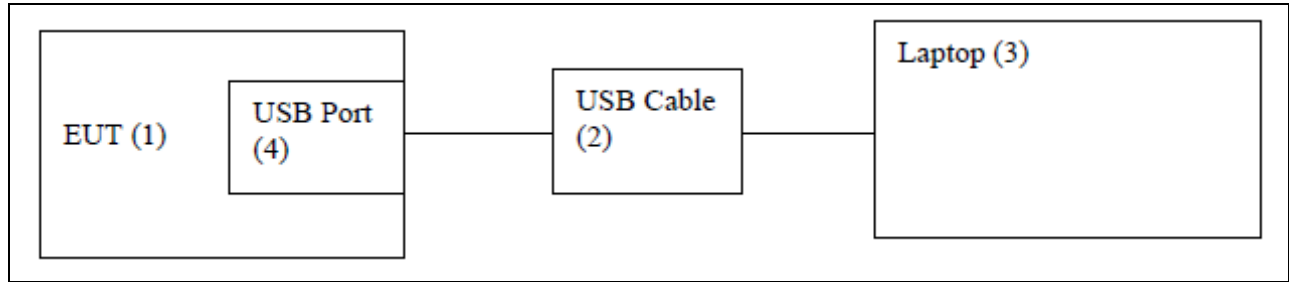 EUT (1)
USB Port
(4)
USB Cable
(2)
Laptop (3)